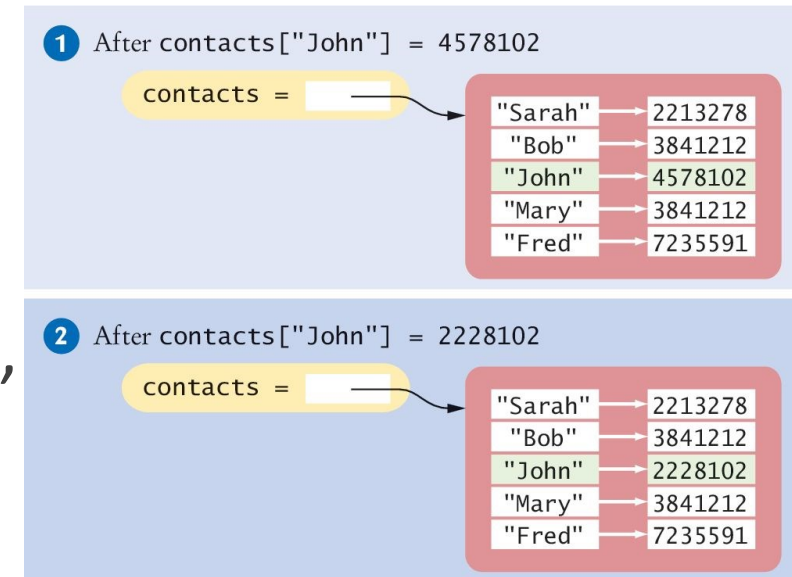 1 After contacts["John"] = 4578102
contacts =
"Sarah" 2213278
"Bob" 3841212
"John" 4578102
"Mary" 3841212
"Fred" 7235591
,
2 After contacts["John"] = 2228102
contacts =
"Sarah" 2213278
"Bob" 3841212
"John" 2228102
"Mary" 3841212
"Fred" 7235591